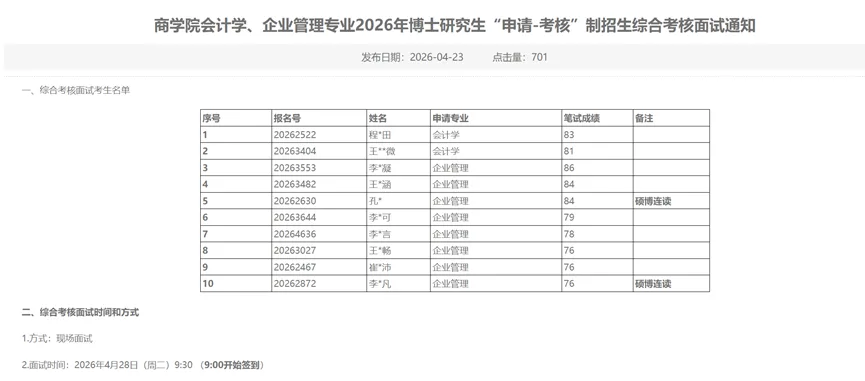 商学院会计学、企业管理专业2026年博士研究生“申请-考核”制招生综合考核面试通知
发布日期：2026-04-23 点击量：701
一、综合考核面试考生名单
序号 报名号 姓名 申请专业 笔试成绩 备注
1 20262522 程*田 会计学 83
2 20263404 王**微 会计学 81
3 20263553 李*凝 企业管理 86
4 20263482 王*涵 企业管理 84
5 20262630 孔* 企业管理 84 硕博连读
6 20263644 李*可 企业管理 79
7 20264636 李*言 企业管理 78
8 20263027 王*畅 企业管理 76
9 20262467 崔*沛 企业管理 76
10 20262872 李*凡 企业管理 76 硕博连读
二、综合考核面试时间和方式
1.方式：现场面试
2.面试时间：2026年4月28日（周二）9:30 （9:00开始签到）